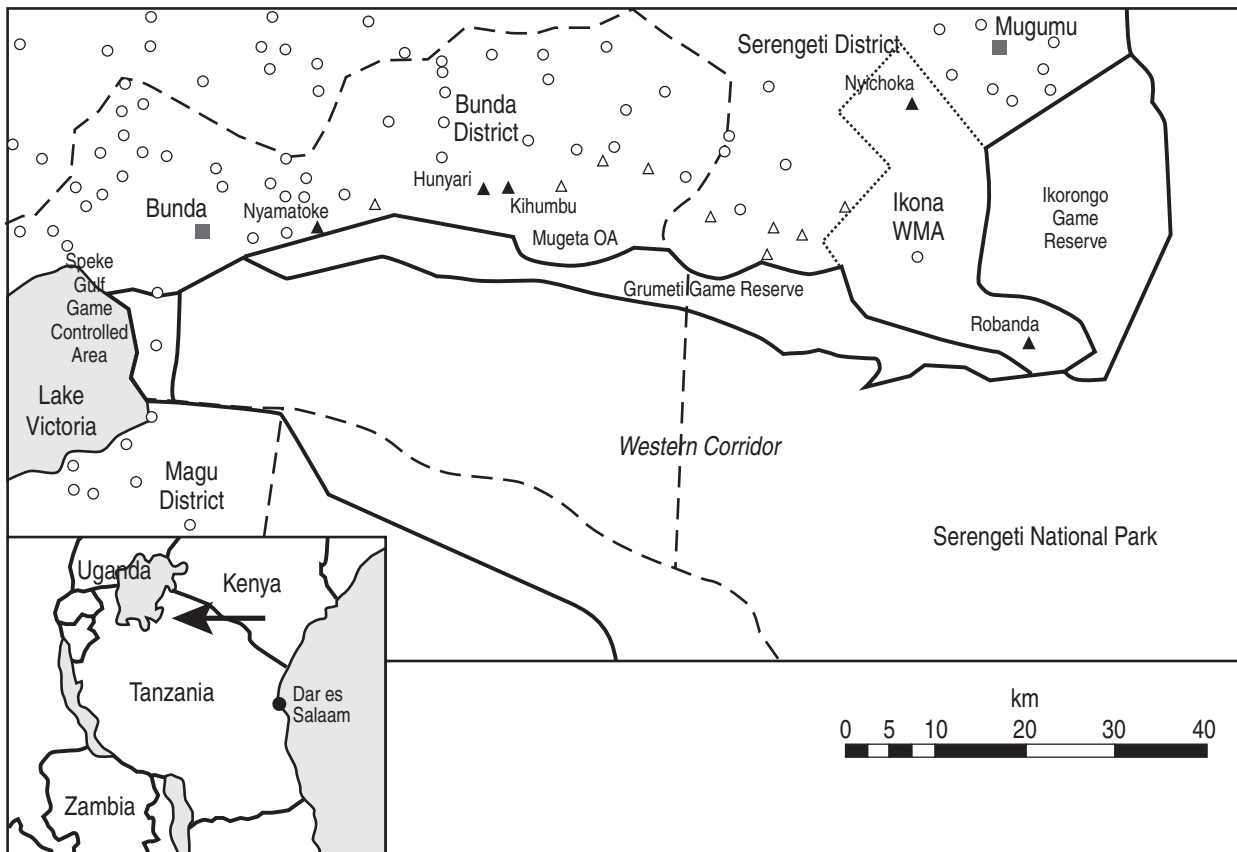 Mugumu
Serengeti District
Nyichoka
Bunda
District
Hunyari
Kihumbu
Bunda
Nyamatoke
Ikona
WMA
Ikorongo
Game
Reserve
Mugeta OA
Speke
Gulf
Game
Controlled
Area
Grumeti Game Reserve
Robanda
Lake
Victoria
Western Corridor
Magu
District
Serengeti National Park
Uganda
Kenya
Tanzania
Dar es
Salaam
Zambia
km
0 5 10 20 30 40